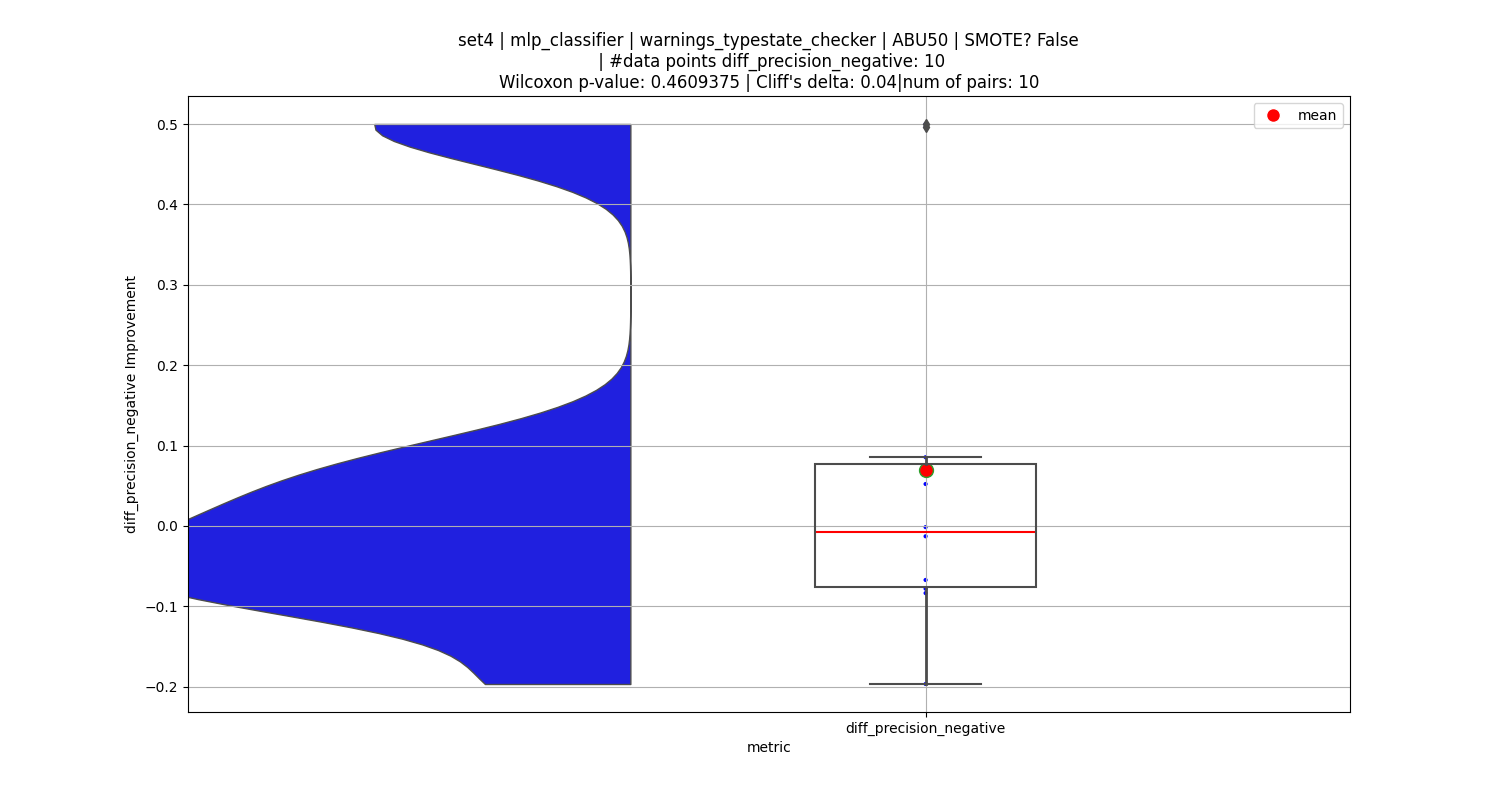 set4 | mlp_classifier | warnings_typestate_checker | ABU50 | SMOTE? False
| #data points diff_precision_negative: 10
Wilcoxon p-value: 0.4609375 | Cliff's delta: 0.04|num of pairs: 10
mean
0.5
0.4
0.3
0.2
0.1
0.0
−0.1
−0.2
diff_precision_negative Improvement
diff_precision_negative
metric